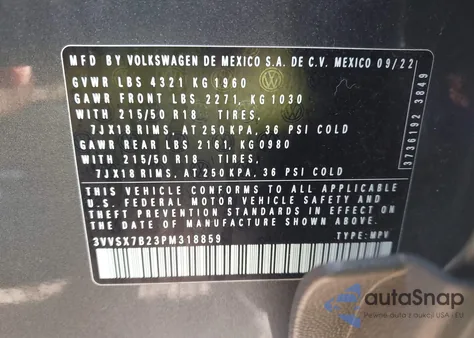 MFD BY VOLKSWAGEN DE MEXICO S.A. DE C.V. MEXICO 09/22
GVWR LBS 4321 KG 1960
GAWR FRONT LBS 2271, KG 1030
WITH 215/50 R18 TIRES,
7JX18 RIMS, AT 250 KPA, 36 PSI COLD
GAWR REAR LBS 2161, KG 0980
WITH 215/50 R18 TIRES,
7JX18 RIMS, AT 250 KPA, 36 PSI COLD
THIS VEHICLE CONFORMS TO ALL APPLICABLE
U.S. FEDERAL MOTOR VEHICLE SAFETY AND
THEFT PREVENTION STANDARDS IN EFFECT ON
THE DATE OF MANUFACTURE SHOWN ABOVE.
3VVSX7B23PM318859 TYPE: MPV
3736192 3849
autoSnap